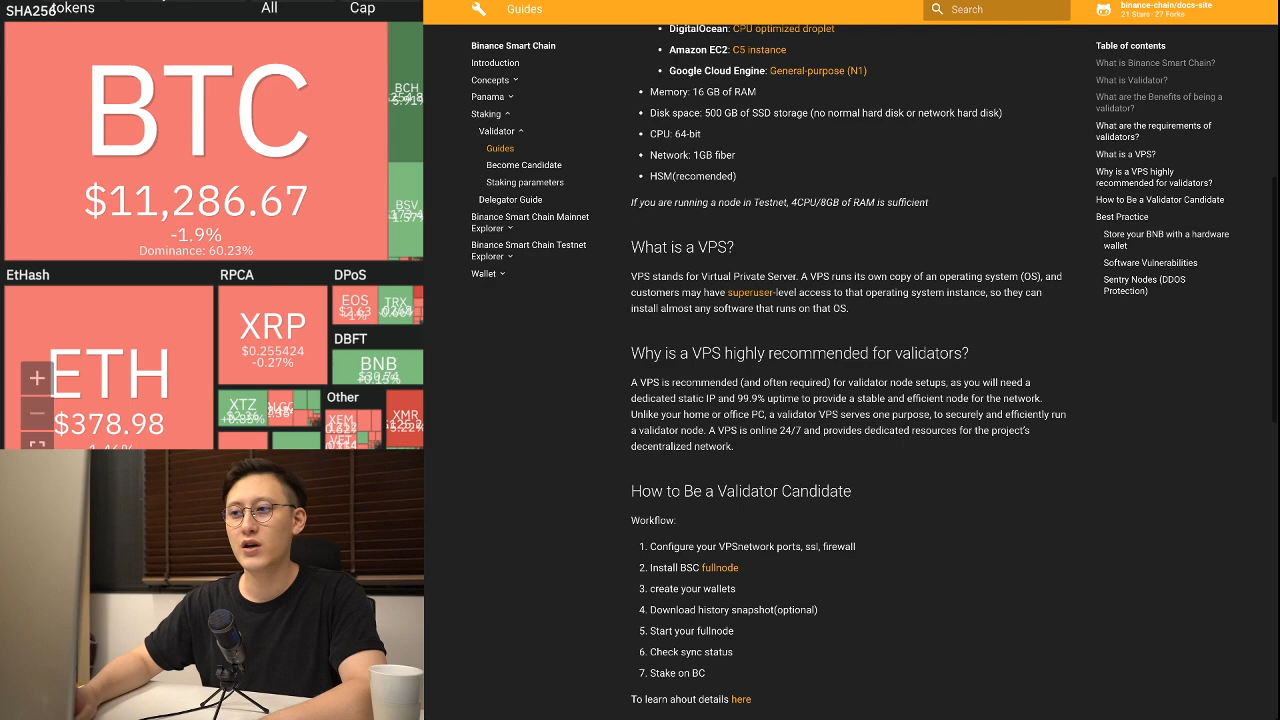 SHA256
Tokens
All
Cap
BTC
$11,286.67
-1.9%
Dominance: 60.23%
BCH
BSV
EtHash
RPCA
DPoS
ETH
$378.98
XRP
$0.255424
-0.27%
EOS
$2.63
-1%
TRX
DBFT
BNB
XTZ
Other
XEM
VET
XMR
Guides
Search
binance-chain/docs-site
21 Stars · 27 Forks
Binance Smart Chain
Introduction
Concepts
Panama
Staking
Validator
Guides
Become Candidate
Staking parameters
Delegator Guide
Binance Smart Chain Mainnet
Explorer
Binance Smart Chain Testnet
Explorer
Wallet
DigitalOcean: CPU optimized droplet
Amazon EC2: C5 instance
Google Cloud Engine: General-purpose (N1)
Memory: 16 GB of RAM
Disk space: 500 GB of SSD storage (no normal hard disk or network hard disk)
CPU: 64-bit
Network: 1GB fiber
HSM(recomended)
If you are running a node in Testnet, 4CPU/8GB of RAM is sufficient
What is a VPS?
VPS stands for Virtual Private Server. A VPS runs its own copy of an operating system (OS), and
customers may have superuser-level access to that operating system instance, so they can
install almost any software that runs on that OS.
Why is a VPS highly recommended for validators?
A VPS is recommended (and often required) for validator node setups, as you will need a
dedicated static IP and 99.9% uptime to provide a stable and efficient node for the network.
Unlike your home or office PC, a validator VPS serves one purpose, to securely and efficiently run
a validator node. A VPS is online 24/7 and provides dedicated resources for the project's
decentralized network.
How to Be a Validator Candidate
Workflow:
1. Configure your VPSnetwork ports, ssl, firewall
2. Install BSC fullnode
3. create your wallets
4. Download history snapshot(optional)
5. Start your fullnode
6. Check sync status
7. Stake on BC
To learn ahout details here
Table of contents
What is Binance Smart Chain?
What is Validator?
What are the Benefits of being a
validator?
What are the requirements of
validators?
What is a VPS?
Why is a VPS highly
recommended for validators?
How to Be a Validator Candidate
Best Practice
Store your BNB with a hardware
wallet
Software Vulnerabilities
Sentry Nodes (DDOS
Protection)